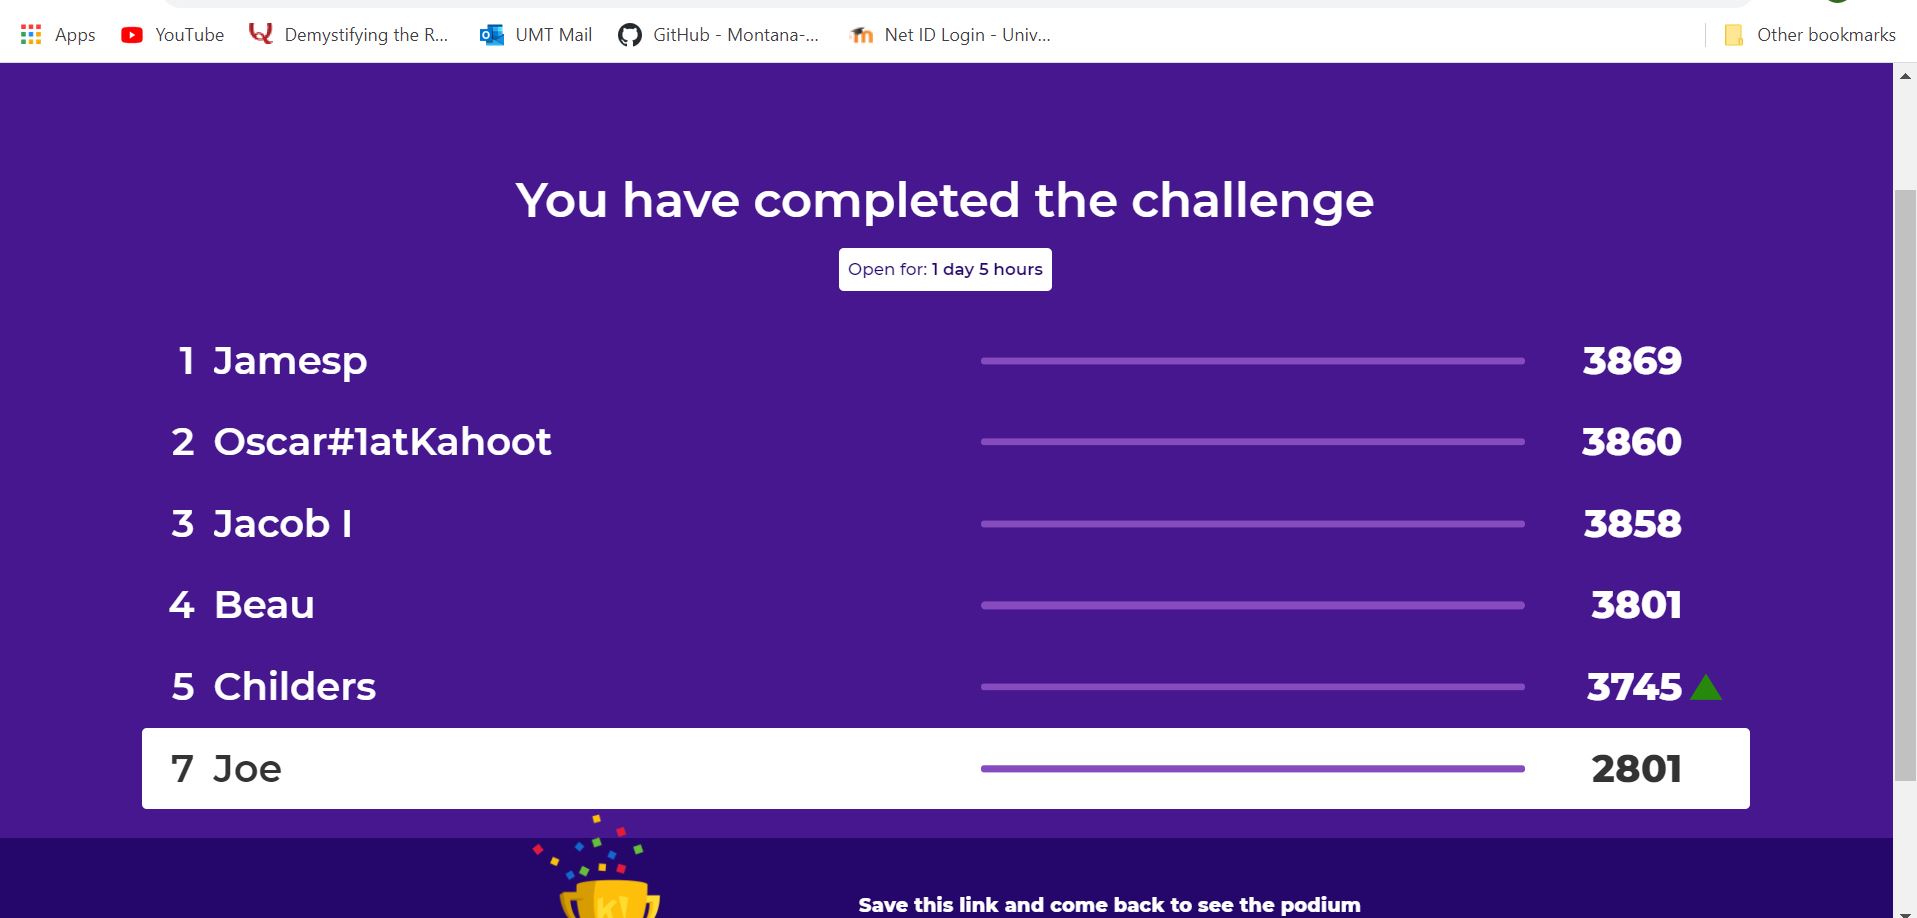 Apps YouTube Demystifying the R... UMT Mail GitHub - Montana-... Net ID Login - Univ... Other bookmarks
You have completed the challenge
Open for: 1 day 5 hours
1 Jamesp 3869
2 Oscar#1atKahoot 3860
3 Jacob I 3858
4 Beau 3801
5 Childers 3745
7 Joe 2801
K!
Save this link and come back to see the podium